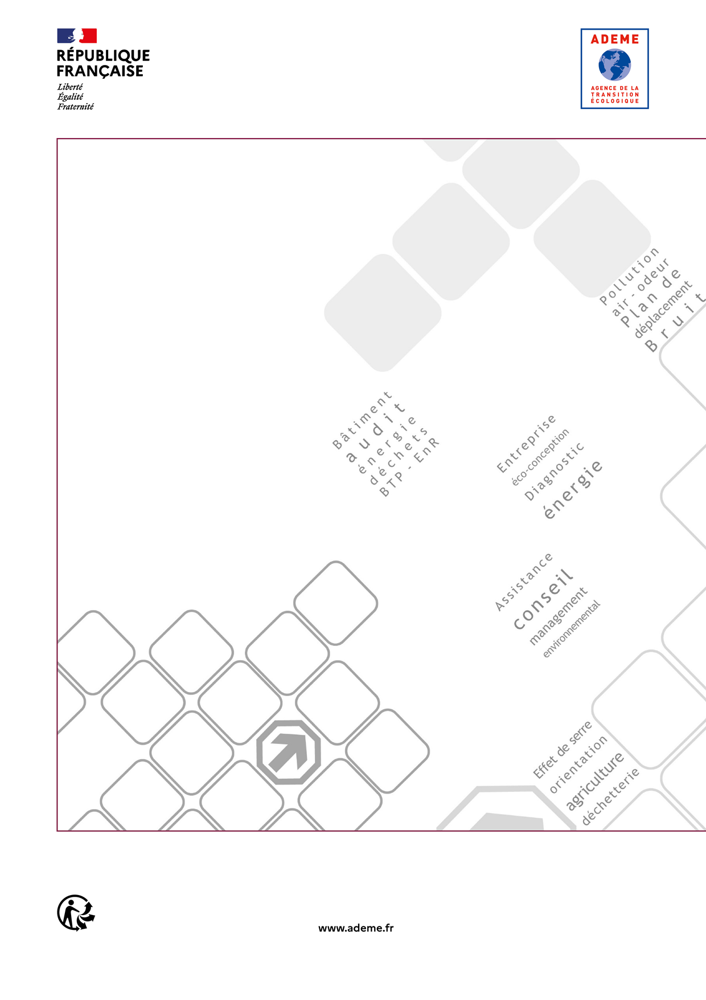 RÉPUBLIQUE
FRANÇAISE
Liberté
Égalité
Fraternité
ADEME
AGENCE DE LA
TRANSITION
ÉCOLOGIQUE
Pollution
air - odeur
Plan de
déplacement
Bruit
Bâtiment
audit
énergie
déchets
BTP - EnR
Entreprise
éco-conception
Diagnostic
énergie
Assistance
conseil
management
environnemental
Effet de serre
orientation
agriculture
déchetterie
www.ademe.fr